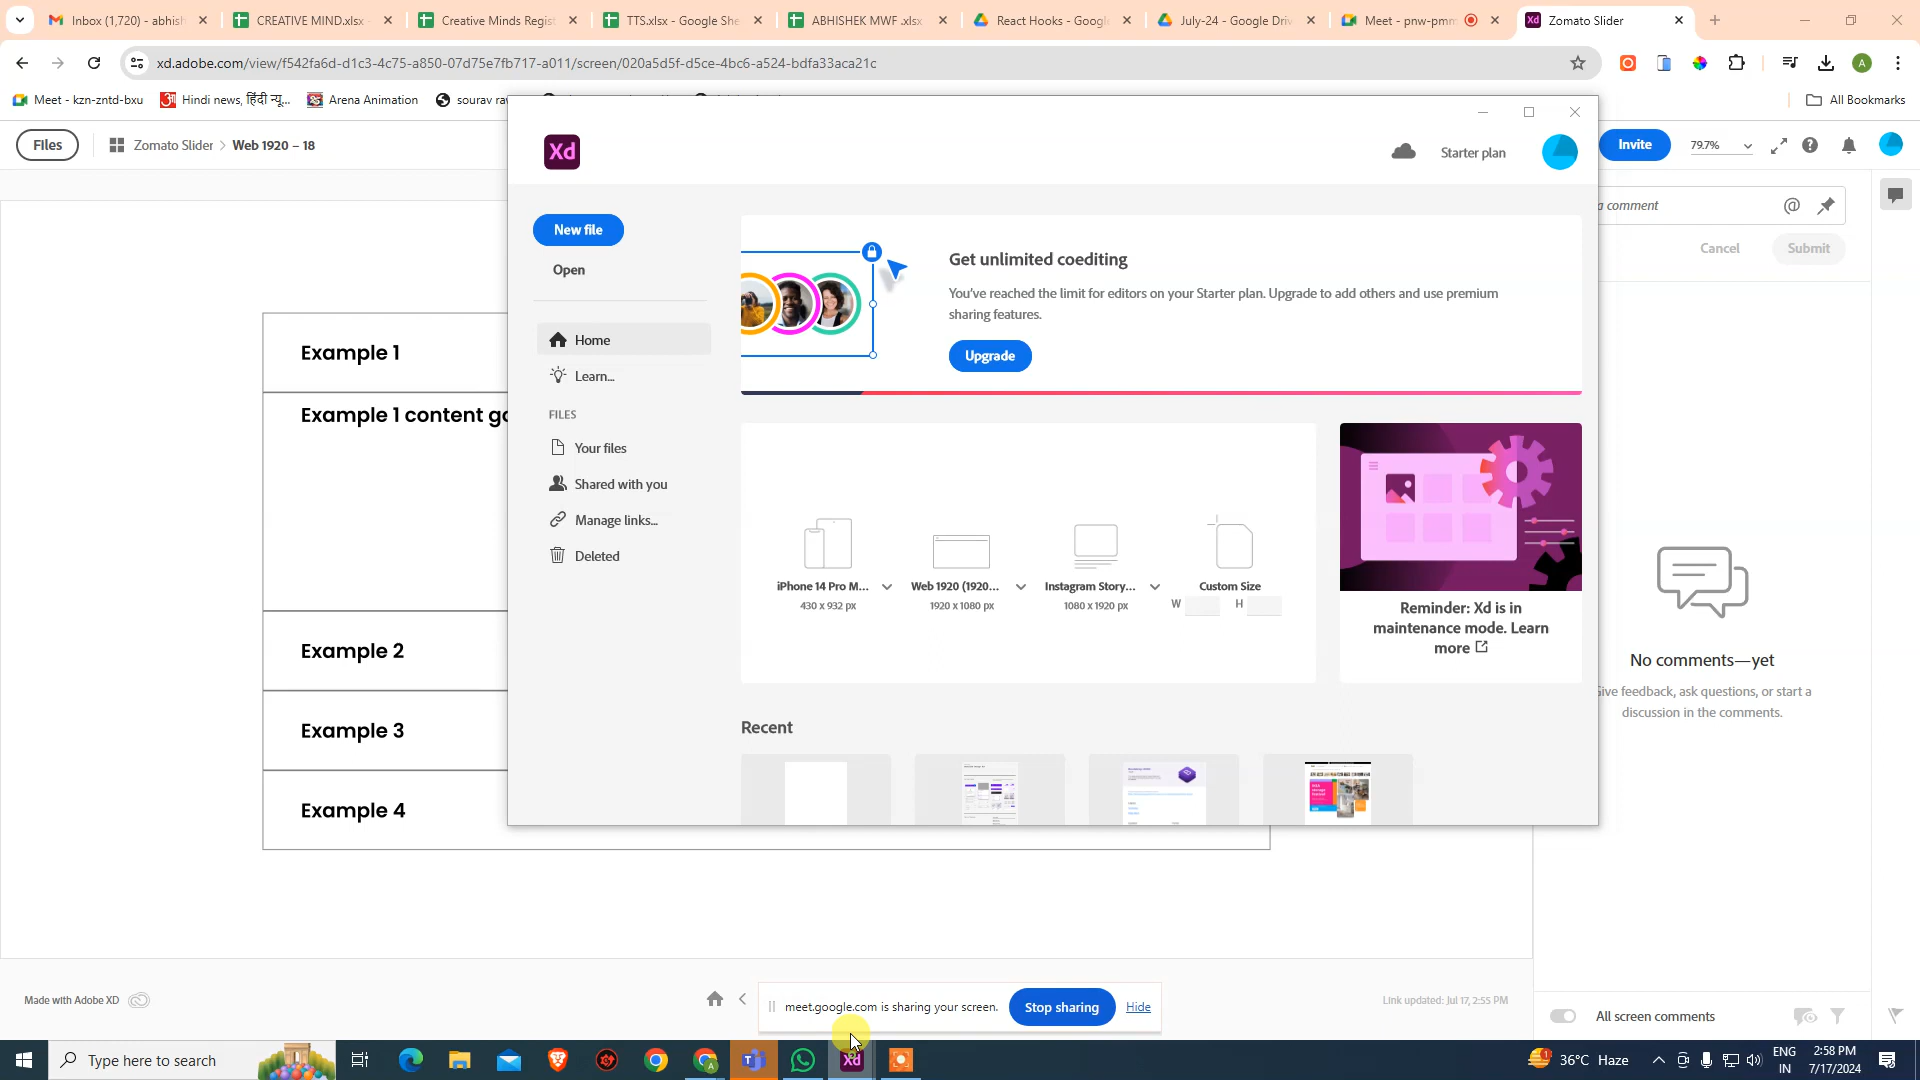 Inbox (1,720) - abhish
CREATIVE MIND.xlsx
Creative Minds Regist
TTS.xlsx - Google She
ABHISHEK MWF .xlsx
React Hooks - Google
July-24 - Google Driv
Meet - pnw-pmn
Xd
Zomato Slider
xd.adobe.com/view/f542fa6d-d1c3-4c75-a850-07d75e7fb717-a011/screen/020a5d5f-d5ce-4bc6-a524-bdfa33aca21c
A
Meet - kzn-zntd-bxu
Hindi news, हिंदी न्यू...
Arena Animation
sourav rav
All Bookmarks
Files
Zomato Slider > Web 1920 – 18
Invite
79.7%
Xd
Starter plan
a comment
Cancel
Submit
New file
Open
Home
Learn...
FILES
Your files
Shared with you
Manage links...
Deleted
Get unlimited coediting
You've reached the limit for editors on your Starter plan. Upgrade to add others and use premium
sharing features.
Upgrade
iPhone 14 Pro M...
430 x 932 px
Web 1920 (1920...
1920 x 1080 px
Instagram Story...
1080 x 1920 px
Custom Size
W
H
Reminder: Xd is in
maintenance mode. Learn
more
Recent
Example 1
Example 1 content go
Example 2
Example 3
Example 4
No comments—yet
Give feedback, ask questions, or start a
discussion in the comments.
Made with Adobe XD
meet.google.com is sharing your screen.
Stop sharing
Hide
Link updated: Jul 17, 2:55 PM
All screen comments
Type here to search
Xd
36°C Haze
ENG
IN
2:58 PM
7/17/2024